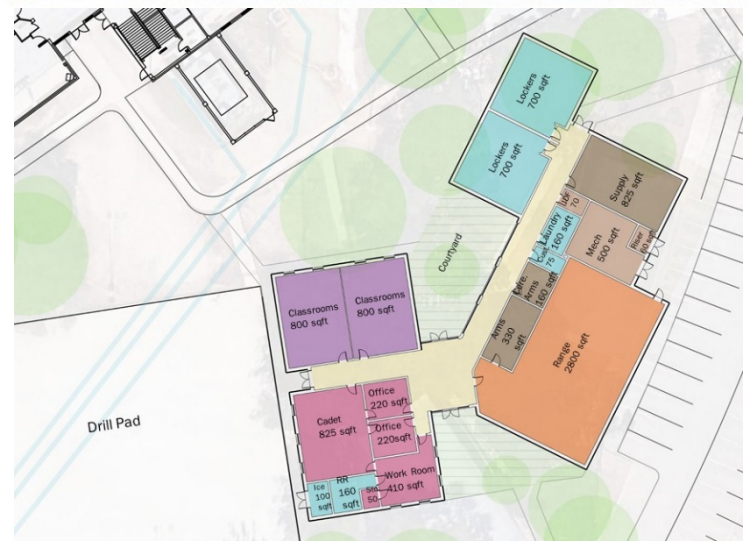 Lockers
700 sqft
Lockers
700 sqft
Supply
825 sqft
IDF
70
Laundry
160 sqft
Mech
500 sqft
Riser
60 sqft
Cust.
75
Arms
160 sqft
Arms
330
sqft
Range
2800 sqft
Courtyard
Classrooms
800 sqft
Classrooms
800 sqft
Drill Pad
Cadet
825 sqft
Office
220 sqft
Office
220sqft
Ice
100
sqft
RR
160
sqft
Sto.
50
Work Room
410 sqft